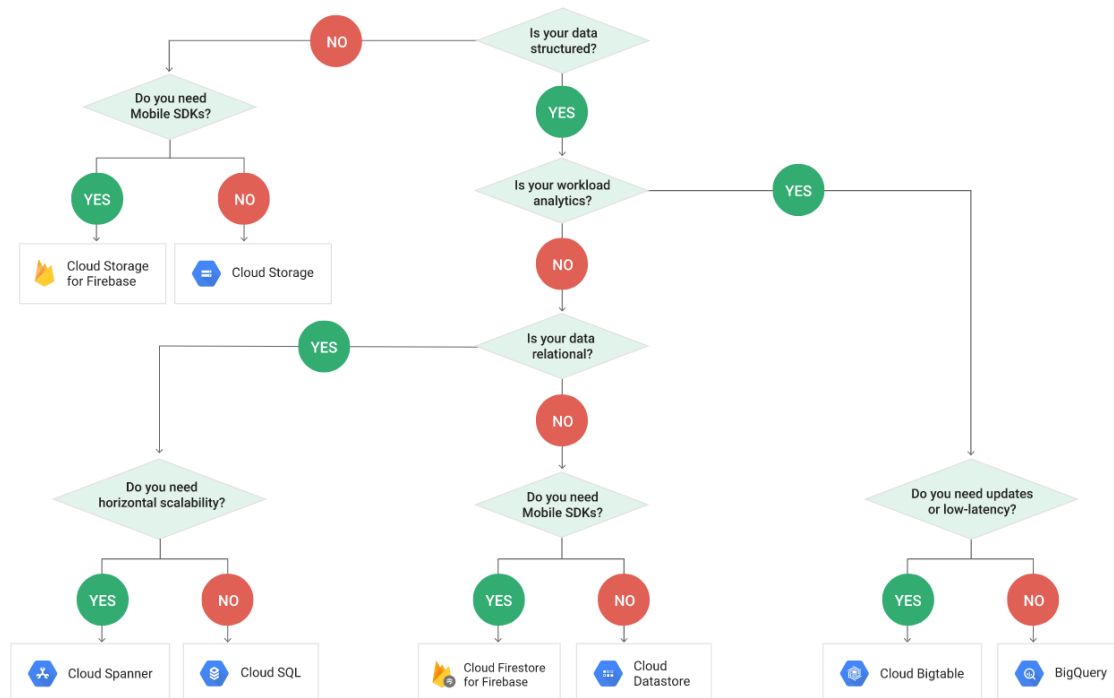 Is your data
structured?
NO
Do you need
Mobile SDKs?
YES
YES
NO
Is your workload
analytics?
YES
Cloud Storage
for Firebase
Cloud Storage
NO
Is your data
relational?
YES
NO
Do you need
horizontal scalability?
Do you need
Mobile SDKs?
Do you need updates
or low-latency?
YES
NO
YES
NO
YES
NO
Cloud Spanner
Cloud SQL
Cloud Firestore
for Firebase
Cloud
Datastore
Cloud Bigtable
BigQuery